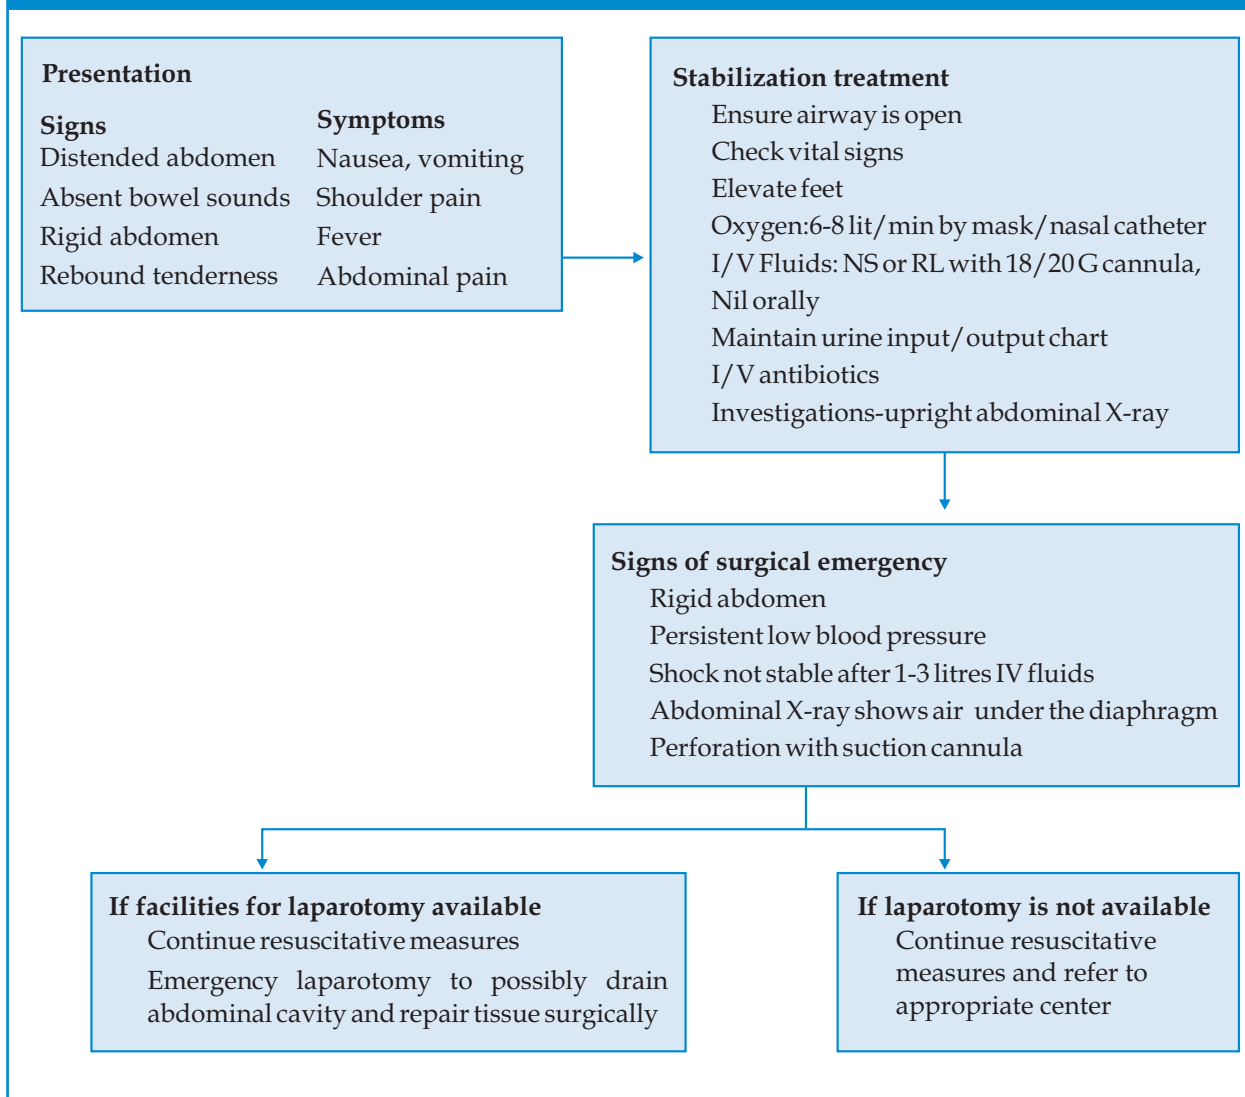 Presentation
Signs
Distended abdomen
Absent bowel sounds
Rigid abdomen
Rebound tenderness
Symptoms
Nausea, vomiting
Shoulder pain
Fever
Abdominal pain
Stabilization treatment
Ensure airway is open
Check vital signs
Elevate feet
Oxygen:6-8 lit/min by mask/nasal catheter
I/V Fluids: NS or RL with 18/20 G cannula,
Nil orally
Maintain urine input/output chart
I/V antibiotics
Investigations-upright abdominal X-ray
Signs of surgical emergency
Rigid abdomen
Persistent low blood pressure
Shock not stable after 1-3 litres IV fluids
Abdominal X-ray shows air under the diaphragm
Perforation with suction cannula
If facilities for laparotomy available
Continue resuscitative measures
Emergency laparotomy to possibly drain
abdominal cavity and repair tissue surgically
If laparotomy is not available
Continue resuscitative
measures and refer to
appropriate center